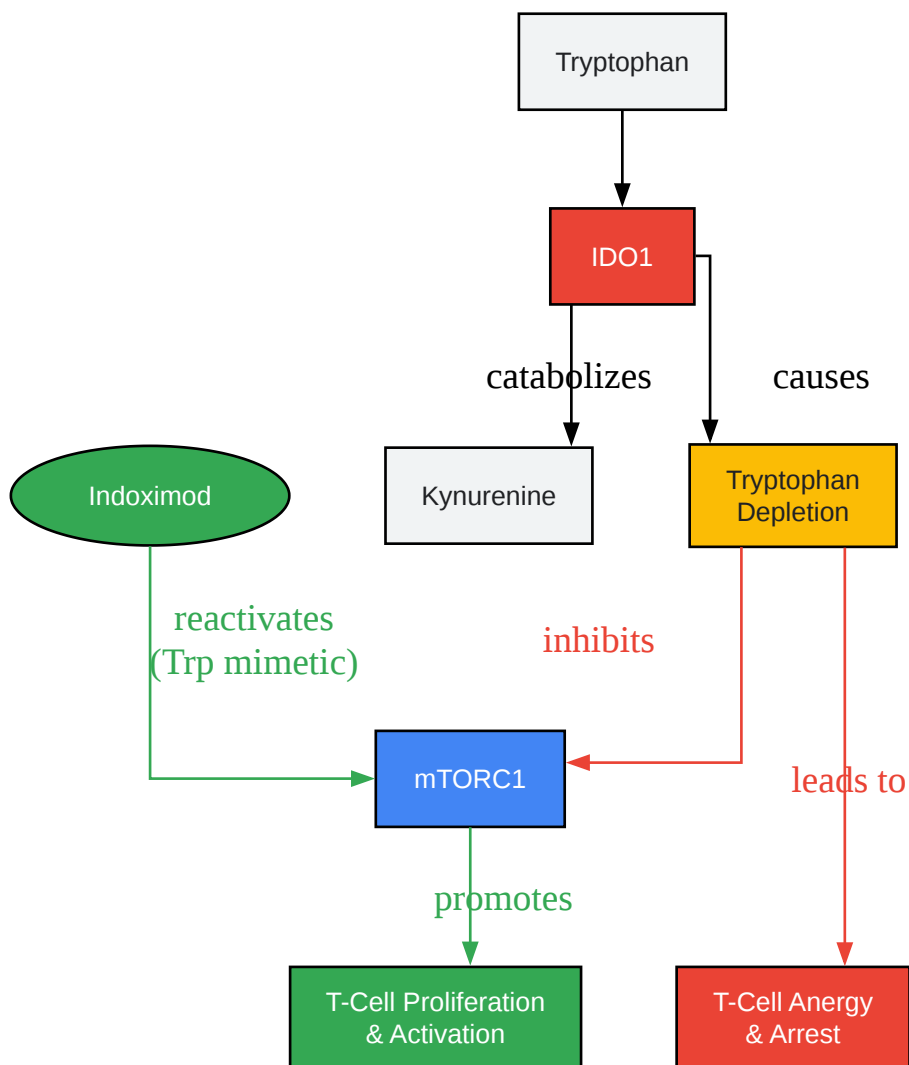 Tryptophan
IDO1
catabolizes
causes
Indoximod
Kynurenine
Tryptophan
Depletion
reactivates
(Trp mimetic)
inhibits
mTORC1
leads to
promotes
T-Cell Proliferation
& Activation
T-Cell Anergy
& Arrest